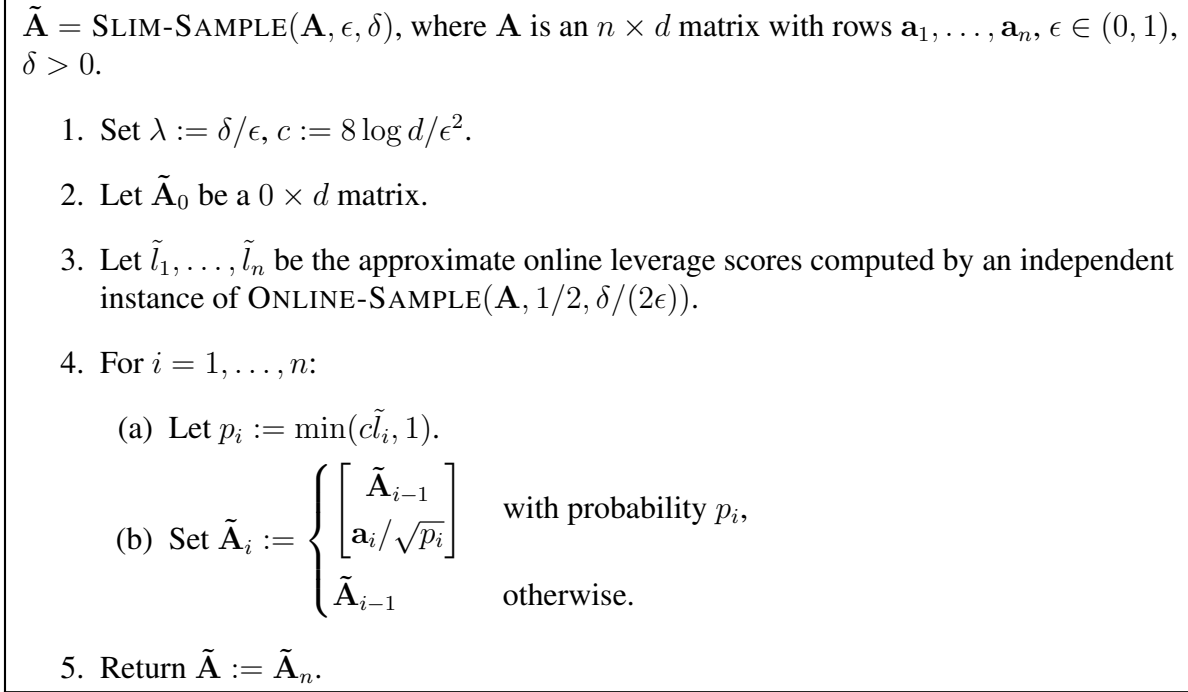 Ã = SLIM-SAMPLE(A, ϵ, δ), where A is an n × d matrix with rows a₁, . . . , aₙ, ϵ ∈ (0, 1),
δ > 0.
1. Set λ := δ/ϵ, c := 8 log d/ϵ².
2. Let Ã₀ be a 0 × d matrix.
3. Let l̃₁, . . . , l̃ₙ be the approximate online leverage scores computed by an independent
instance of ONLINE-SAMPLE(A, 1/2, δ/(2ϵ)).
4. For i = 1, . . . , n:
(a) Let pᵢ := min(cl̃ᵢ, 1).
(b) Set Ãᵢ := { [Ãᵢ₋₁
aᵢ/√pᵢ] with probability pᵢ,
Ãᵢ₋₁ otherwise.
5. Return Ã := Ãₙ.